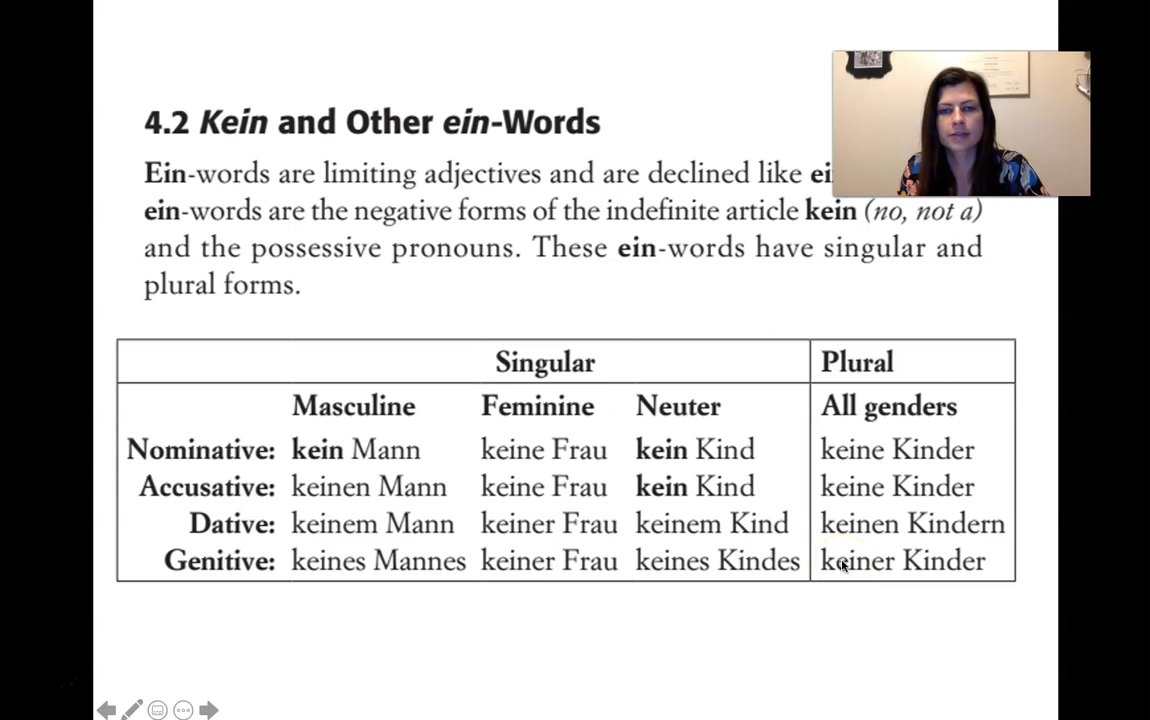 4.2 Kein and Other ein-Words
Ein-words are limiting adjectives and are declined like
ein-words are the negative forms of the indefinite article kein (no, not a)
and the possessive pronouns. These ein-words have singular and
plural forms.
Singular Plural
Masculine Feminine Neuter All genders
Nominative: kein Mann keine Frau kein Kind keine Kinder
Accusative: keinen Mann keine Frau kein Kind keine Kinder
Dative: keinem Mann keiner Frau keinem Kind keinen Kindern
Genitive: keines Mannes keiner Frau keines Kindes keiner Kinder